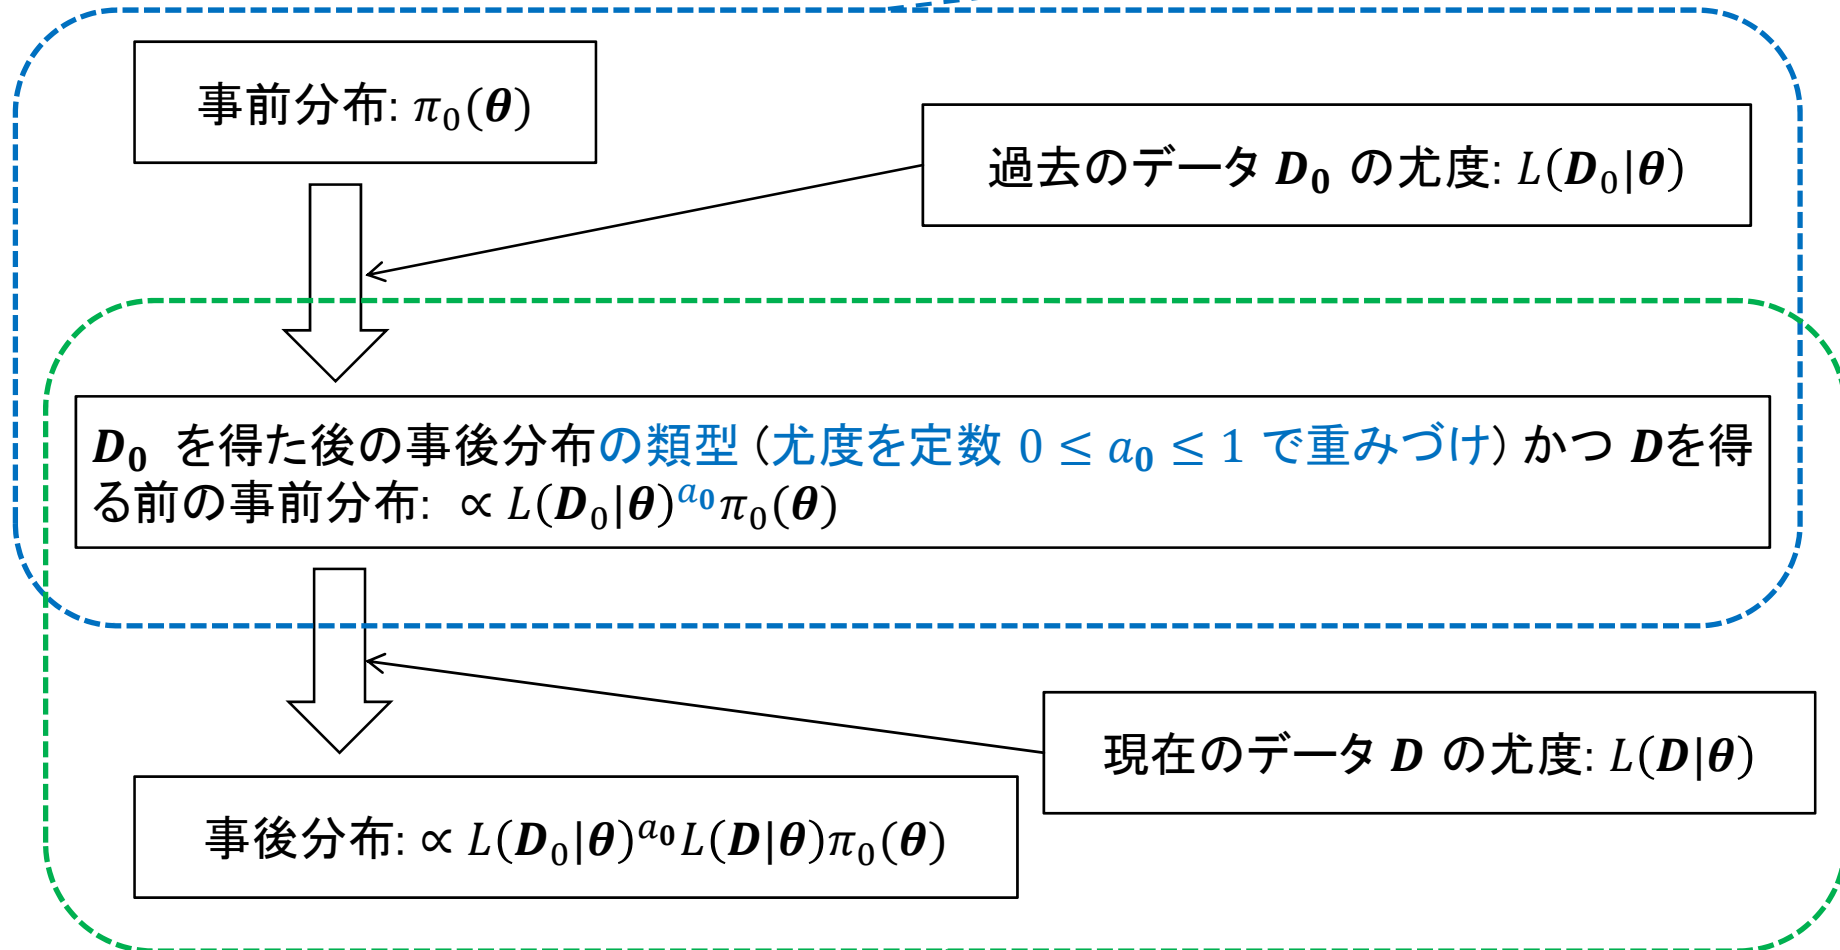 事前分布: π₀(θ)
過去のデータ D₀ の尤度: L(D₀|θ)
D₀ を得た後の事後分布の類型 (尤度を定数 0 ≤ a₀ ≤ 1 で重みづけ) かつ Dを得
る前の事前分布: ∝ L(D₀|θ)^{a₀}π₀(θ)
現在のデータ D の尤度: L(D|θ)
事後分布: ∝ L(D₀|θ)^{a₀}L(D|θ)π₀(θ)